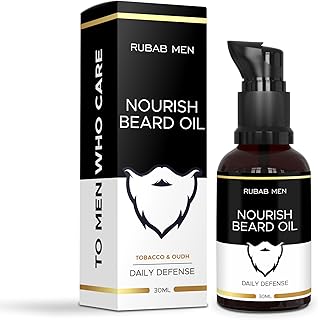 TO MEN WHO CARE
RUBAB MEN
NOURISH
BEARD OIL
TOBACCO & OUDH
DAILY DEFENSE
30ML
RUBAB MEN
NOURISH
BEARD OIL
DAILY DEFENSE
30ML